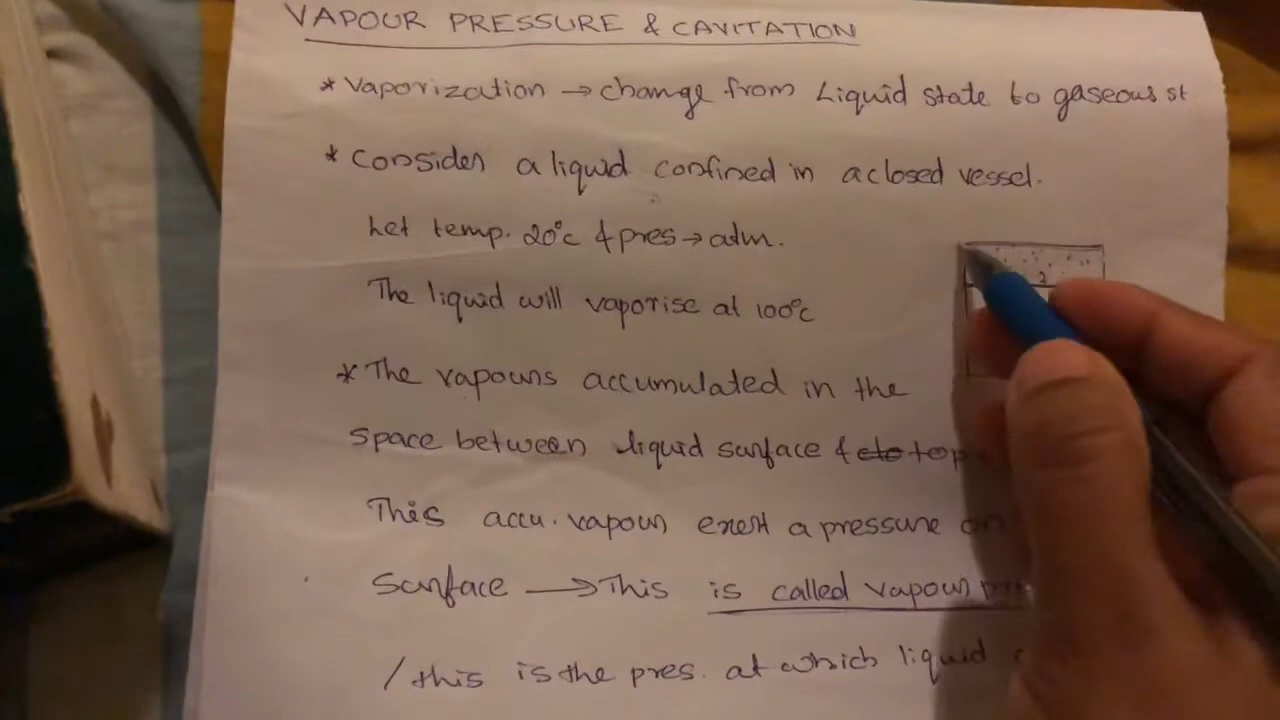 VAPOUR PRESSURE & CAVITATION
* Vaporization → change from Liquid state to gaseous st
* Consider a liquid confined in a closed vessel.
Let temp. 20°c & pres → atm.
The liquid will vaporise at 100°c
* The vapours accumulated in the
space between liquid surface & top
This accu. vapour exert a pressure on
Surface → This is called vapour
/ this is the pres. at which liquid